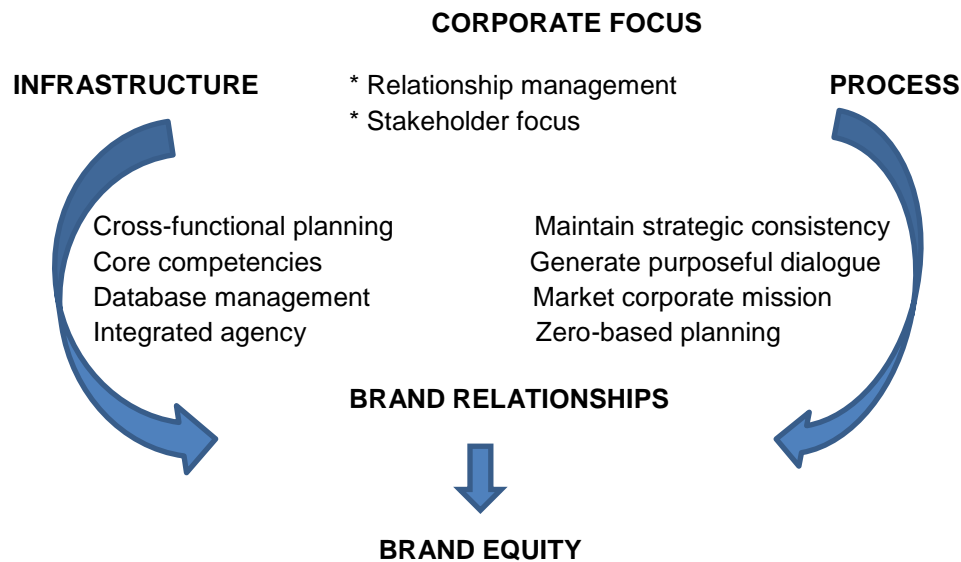 CORPORATE FOCUS
INFRASTRUCTURE
* Relationship management
* Stakeholder focus
PROCESS
Cross-functional planning
Core competencies
Database management
Integrated agency
Maintain strategic consistency
Generate purposeful dialogue
Market corporate mission
Zero-based planning
BRAND RELATIONSHIPS
BRAND EQUITY